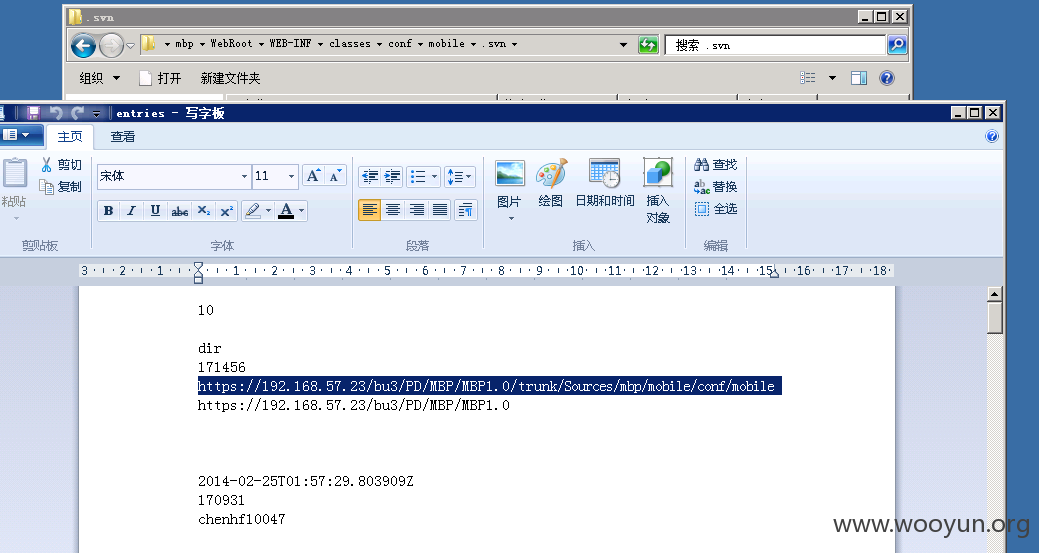 .svn
mbp WebRoot WEB-INF classes conf mobile .svn
搜索 .svn
组织 打开 新建文件夹
entries - 写字板
主页 查看
粘贴 剪切 复制
宋体 11
B I U abc X₂ X²
A
图片 绘图 日期和时间 插入对象
查找
替换
全选
剪贴板 字体 段落 插入 编辑
3 2 1 1 2 3 4 5 6 7 8 9 10 11 12 13 14 15 16 17 18
10
dir
171456
https://192.168.57.23/bu3/PD/MBP/MBP1.0/trunk/Sources/mbp/mobile/conf/mobile
https://192.168.57.23/bu3/PD/MBP/MBP1.0
2014-02-25T01:57:29.803909Z
170931
chenhf10047
www.wooyun.org